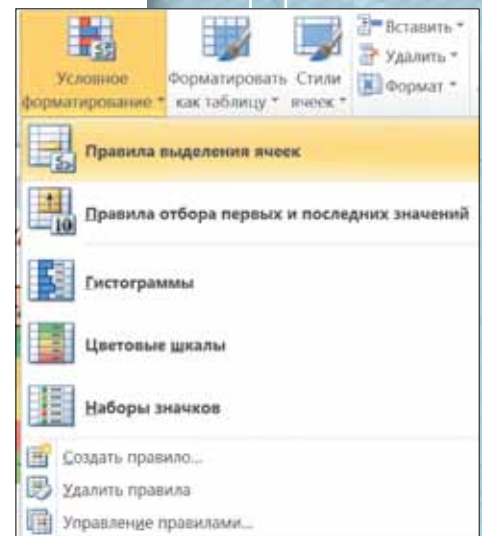 Условное форматирование
Форматировать как таблицу
Стили ячеек
Вставить
Удалить
Формат
Правила выделения ячеек
Правила отбора первых и последних значений
Гистограммы
Цветовые шкалы
Наборы значков
Создать правило...
Удалить правила
Управление правилами...